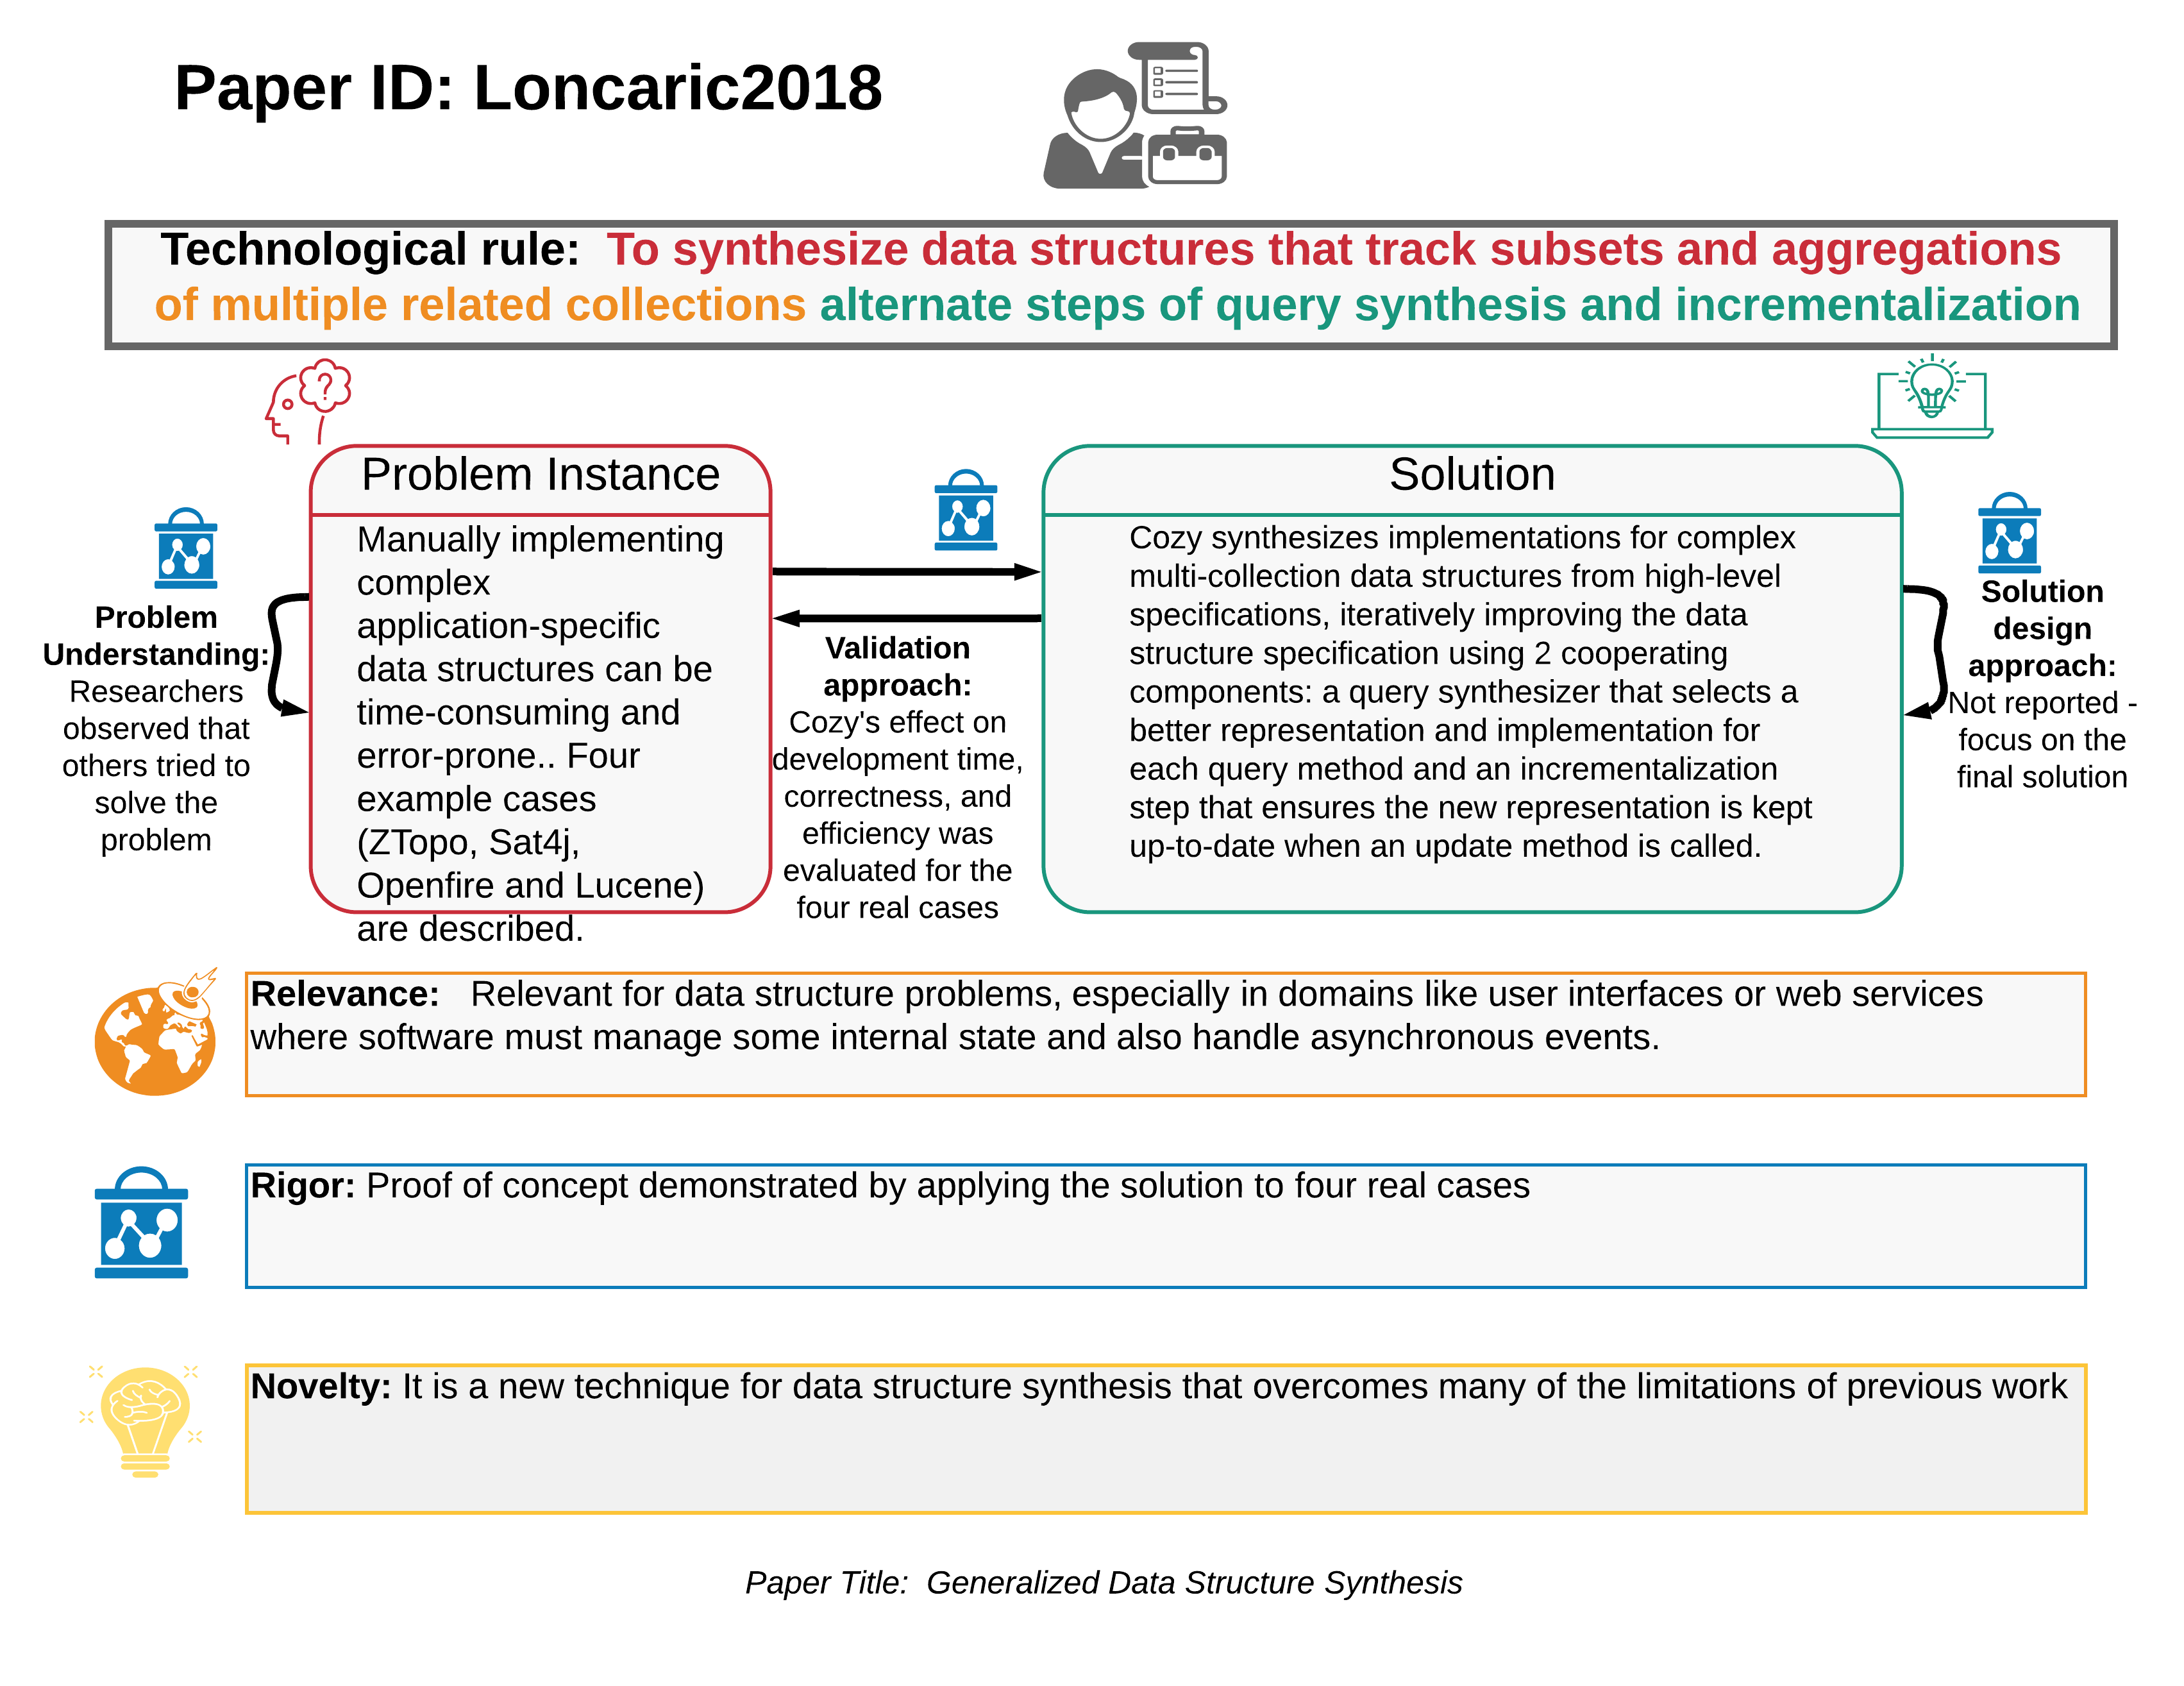 Paper ID: Loncaric2018
Technological rule: To synthesize data structures that track subsets and aggregations
of multiple related collections alternate steps of query synthesis and incrementalization
?
Problem Instance
Manually implementing
complex
application-specific
data structures can be
time-consuming and
error-prone.. Four
example cases
(ZTopo, Sat4j,
Openfire and Lucene)
are described.
Problem
Understanding:
Researchers
observed that
others tried to
solve the
problem
Validation
approach:
Cozy's effect on
development time,
correctness, and
efficiency was
evaluated for the
four real cases
Solution
Cozy synthesizes implementations for complex
multi-collection data structures from high-level
specifications, iteratively improving the data
structure specification using 2 cooperating
components: a query synthesizer that selects a
better representation and implementation for
each query method and an incrementalization
step that ensures the new representation is kept
up-to-date when an update method is called.
Solution
design
approach:
Not reported -
focus on the
final solution
Relevance: Relevant for data structure problems, especially in domains like user interfaces or web services
where software must manage some internal state and also handle asynchronous events.
Rigor: Proof of concept demonstrated by applying the solution to four real cases
Novelty: It is a new technique for data structure synthesis that overcomes many of the limitations of previous work
Paper Title: Generalized Data Structure Synthesis